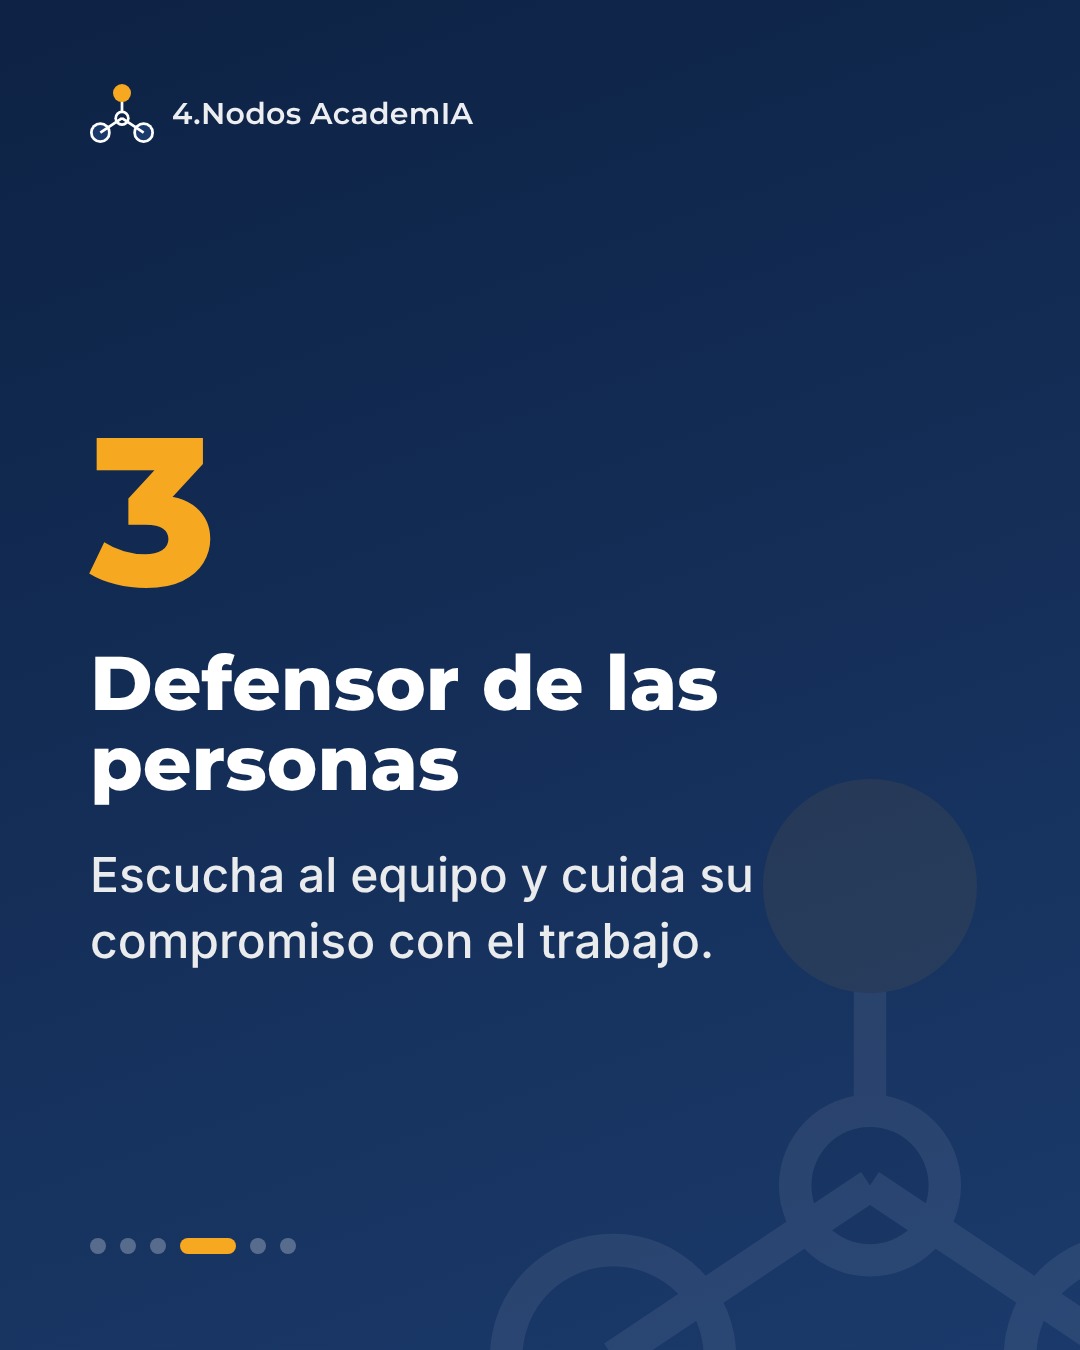 4.Nodos AcademIA
3
Defensor de las
personas
Escucha al equipo y cuida su
compromiso con el trabajo.